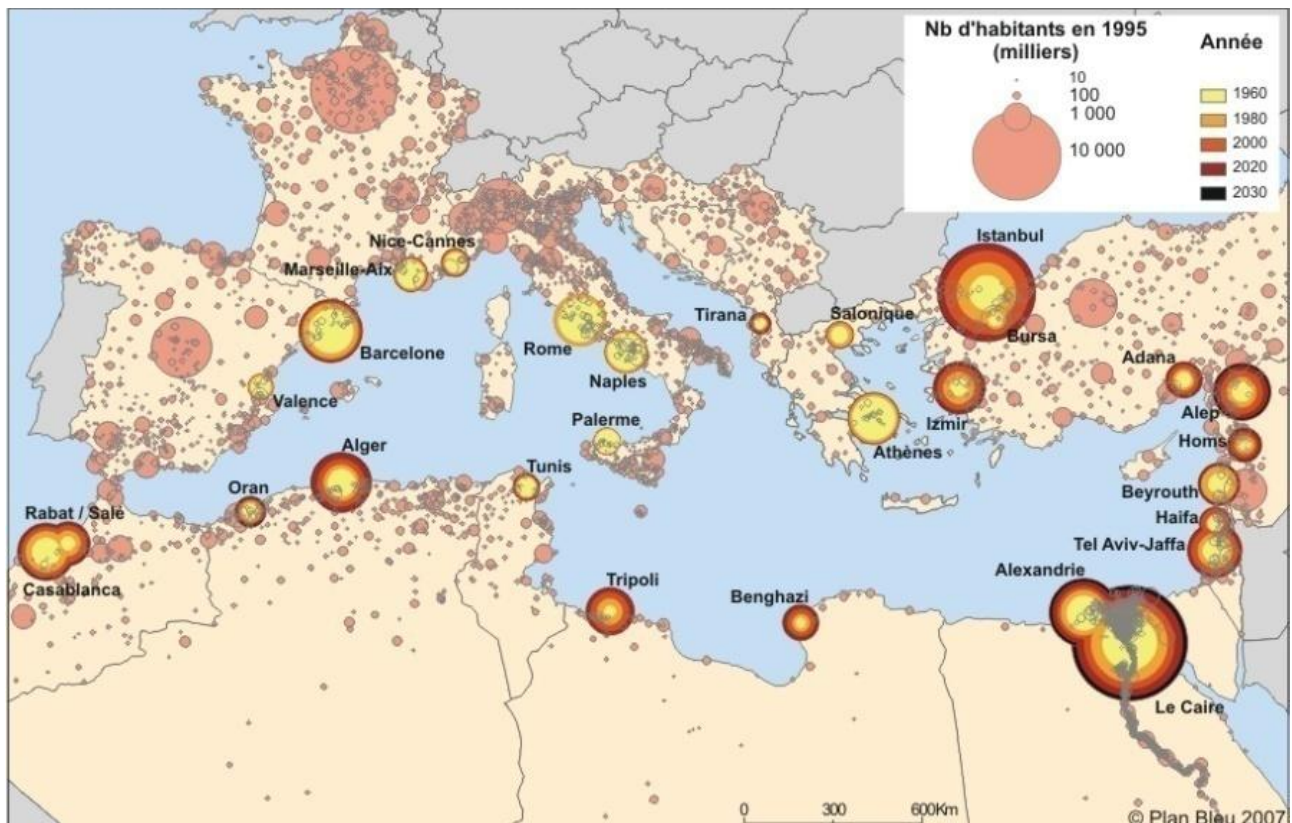 Nb d'habitants en 1995
(milliers)
10
100
1 000
10 000
Année
1960
1980
2000
2020
2030
Istanbul
Nice-Cannes
Marseille-Aix
Tirana
Salonique
Bursa
Barcelone
Rome
Adana
Naples
Valence
Izmir
Alep
Palerme
Athènes
Homs
Alger
Tunis
Oran
Beyrouth
Rabat / Salé
Haifa
Tel Aviv-Jaffa
Alexandrie
Casablanca
Tripoli
Benghazi
Le Caire
0 600Km
© Plan Bleu 2007